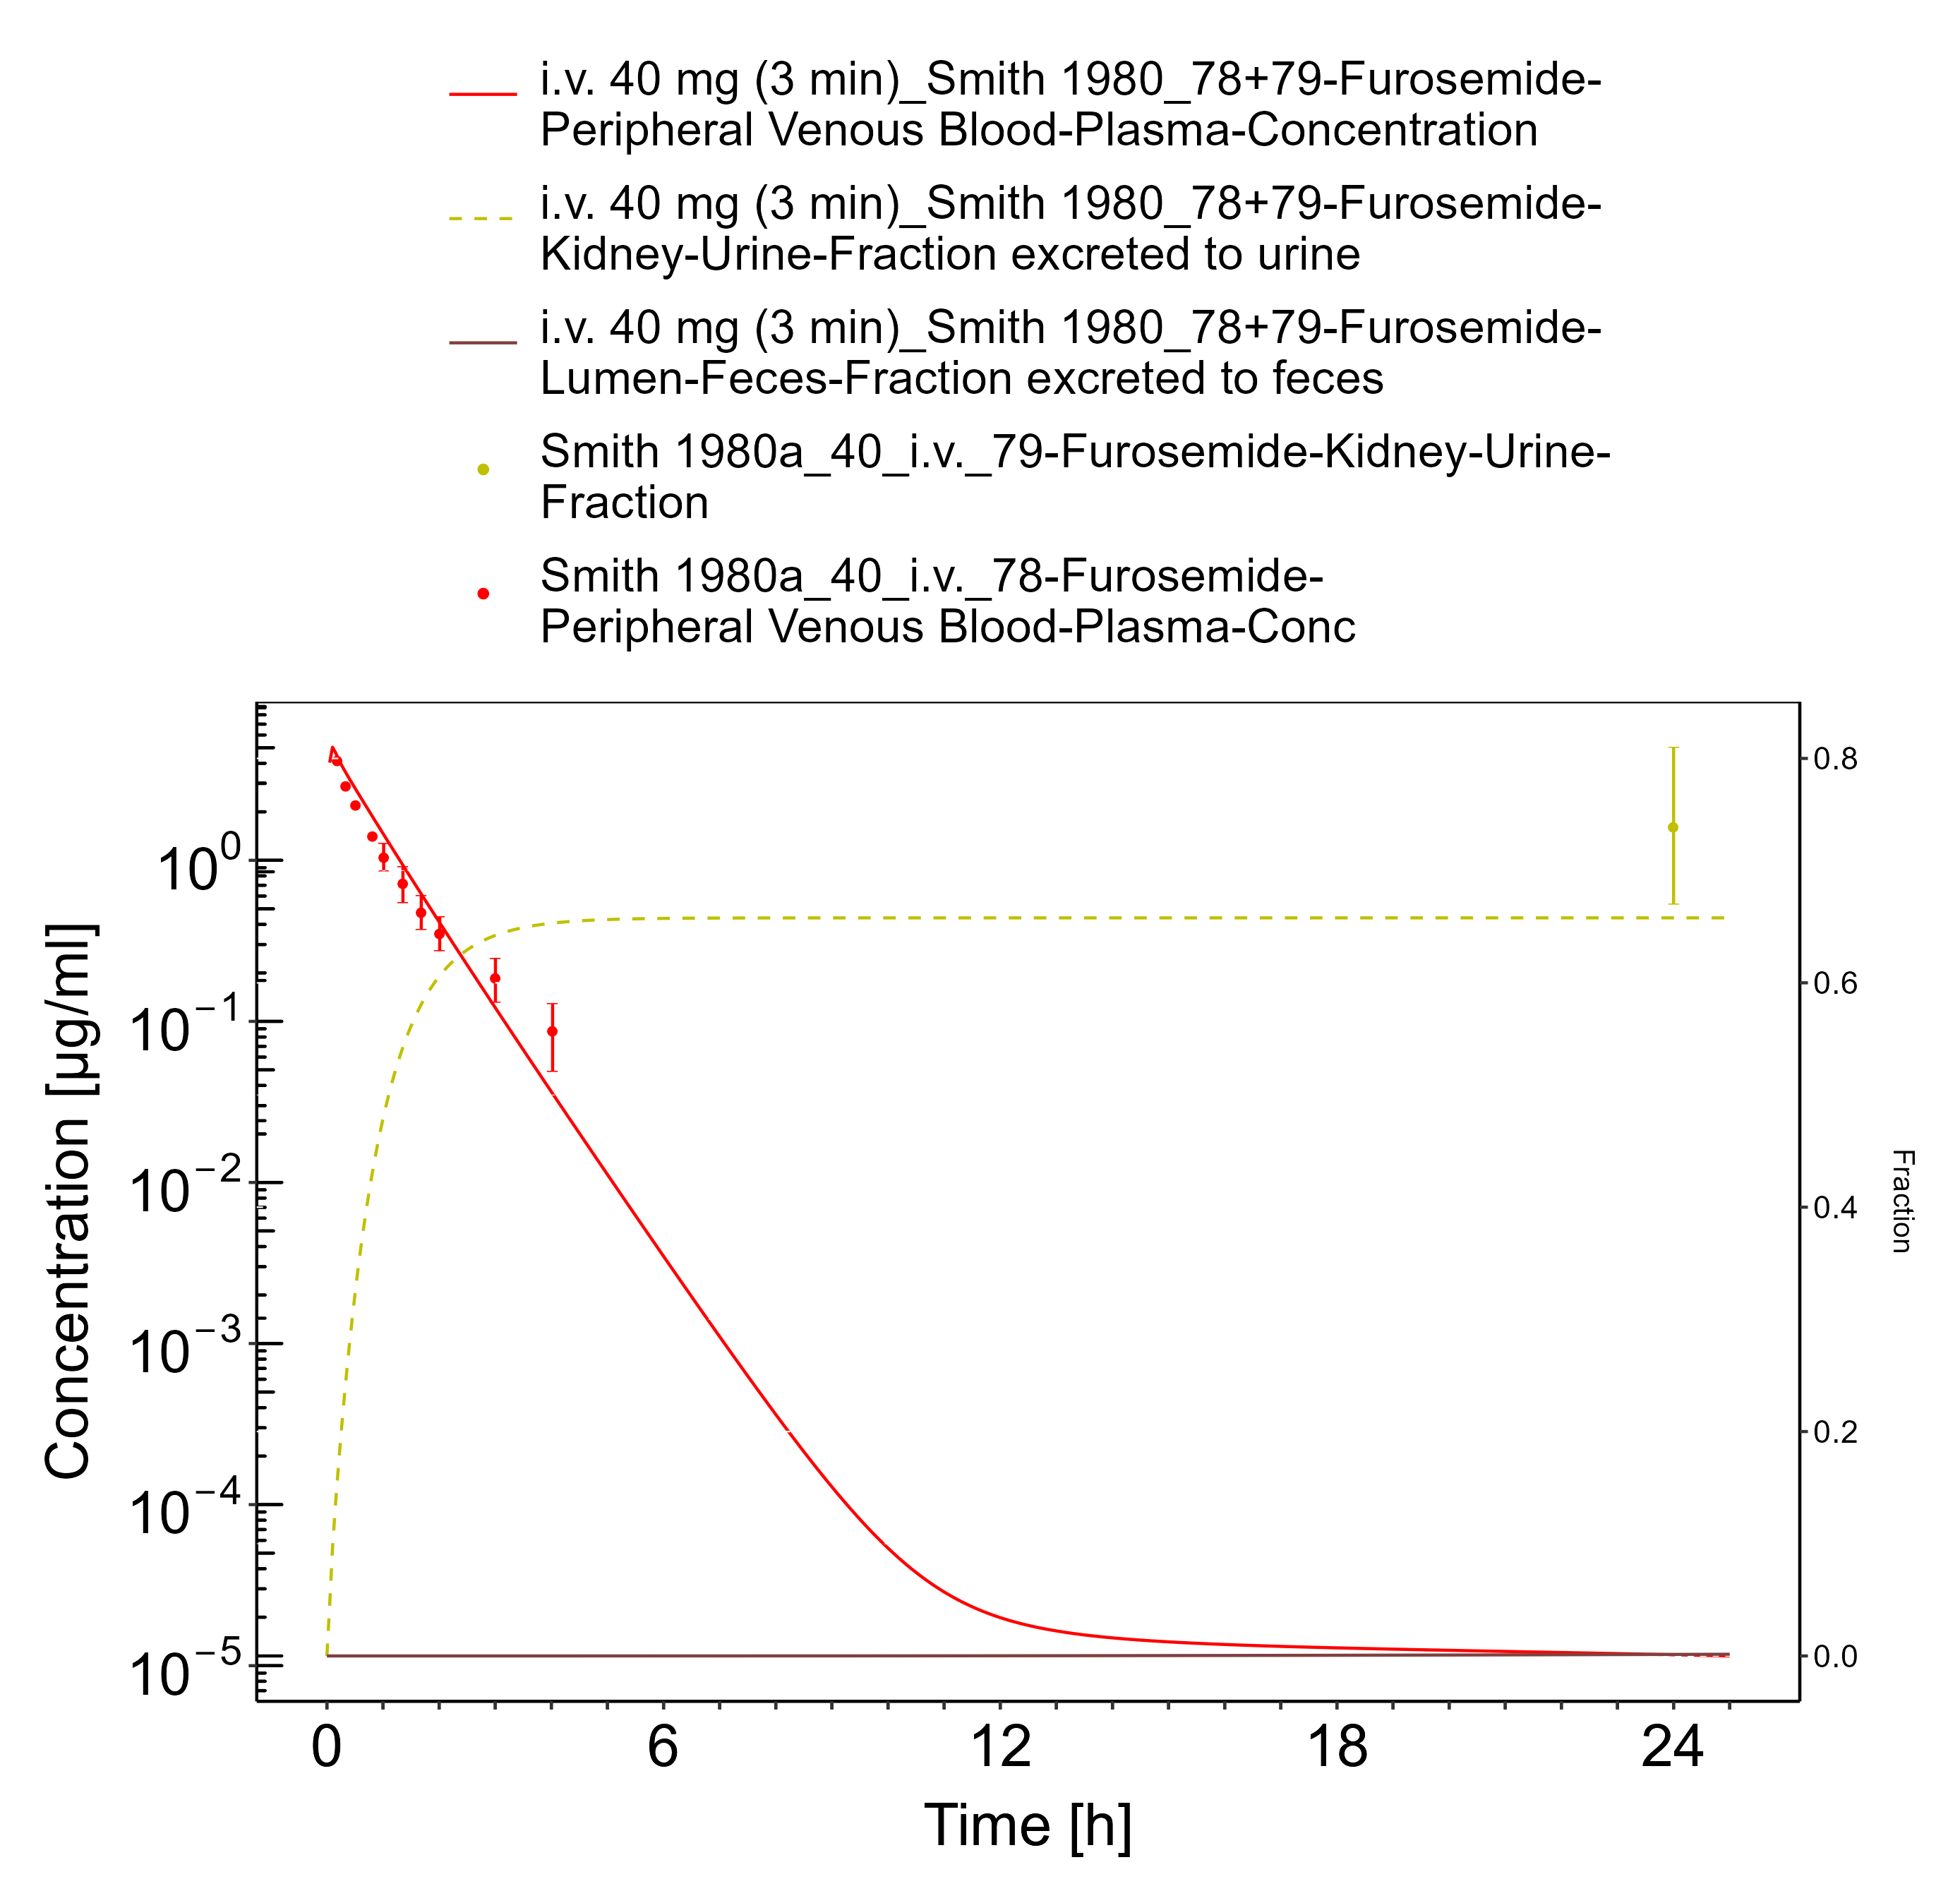 i.v. 40 mg (3 min)_Smith 1980_78+79-Furosemide-
Peripheral Venous Blood-Plasma-Concentration
i.v. 40 mg (3 min)_Smith 1980_78+79-Furosemide-
Kidney-Urine-Fraction excreted to urine
i.v. 40 mg (3 min)_Smith 1980_78+79-Furosemide-
Lumen-Feces-Fraction excreted to feces
Smith 1980a_40_i.v._79-Furosemide-Kidney-Urine-
Fraction
Smith 1980a_40_i.v._78-Furosemide-
Peripheral Venous Blood-Plasma-Conc
Concentration [µg/ml]
10⁰
10⁻¹
10⁻²
10⁻³
10⁻⁴
10⁻⁵
0.8
0.6
0.4
0.2
0.0
Fraction
0 6 12 18 24
Time [h]